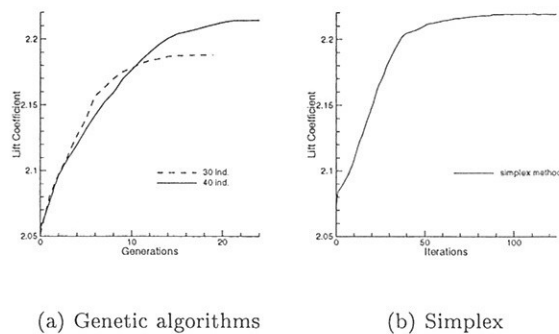 Lift Coefficient
2.2
2.15
2.1
2.05
0
10
20
Generations
30 Ind.
40 ind.
(a) Genetic algorithms
Lift Coefficient
2.2
2.15
2.1
2.05
0
50
100
Iterations
simplex method
(b) Simplex